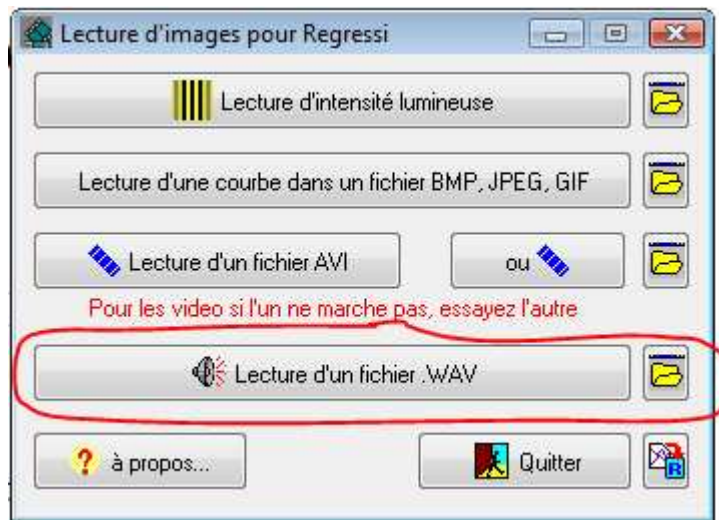 Lecture d'images pour Regressi
Lecture d'intensité lumineuse
Lecture d'une courbe dans un fichier BMP, JPEG, GIF
Lecture d'un fichier AVI
ou
Pour les video si l'un ne marche pas, essayez l'autre
Lecture d'un fichier .WAV
? à propos...
Quitter
R